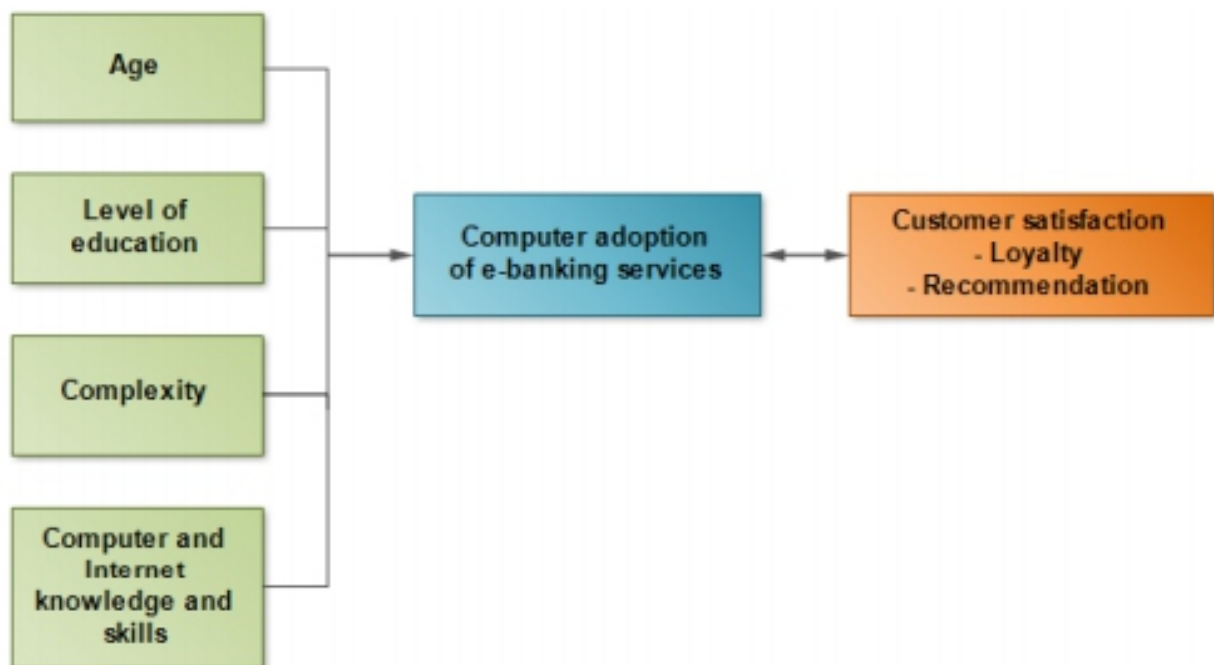 Age
Level of
education
Complexity
Computer and
Internet
knowledge and
skills
Computer adoption
of e-banking services
Customer satisfaction
- Loyalty
- Recommendation